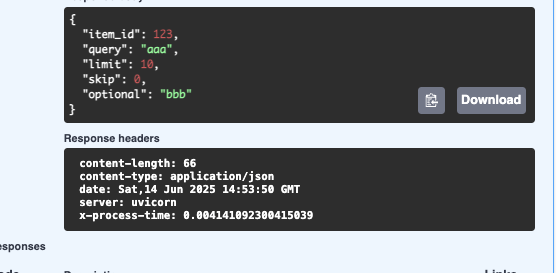 {
"item_id": 123,
"query": "aaa",
"limit": 10,
"skip": 0,
"optional": "bbb"
}
Download
Response headers
content-length: 66
content-type: application/json
date: Sat,14 Jun 2025 14:53:50 GMT
server: uvicorn
x-process-time: 0.004141092300415039
esponses